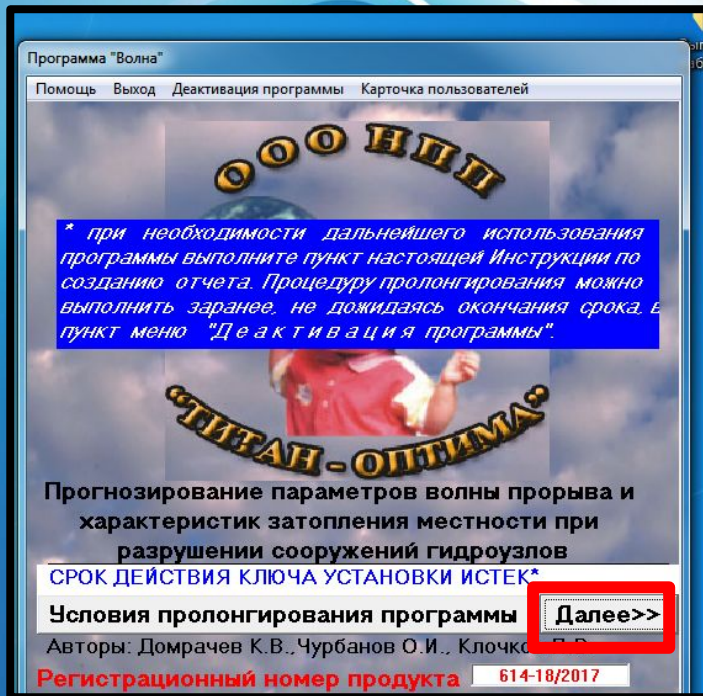 Программа "Волна"
Помощь Выход Деактивация программы Карточка пользователей
ООО НПП
* при необходимости дальнейшего использования
программы выполните пункт настоящей Инструкции по
созданию отчета. Процедуру пролонгирования можно
выполнить заранее, не дожидаясь окончания срока, в
пункт меню "Д е а к т и в а ц и я программы".
"ТИТАН - ОПТИМА"
Прогнозирование параметров волны прорыва и
характеристик затопления местности при
разрушении сооружений гидроузлов
СРОК ДЕЙСТВИЯ КЛЮЧА УСТАНОВКИ ИСТЕК*
Условия пролонгирования программы Далее>>
Авторы: Домрачев К.В.,Чурбанов О.И.,
Регистрационный номер продукта 614-18/2017